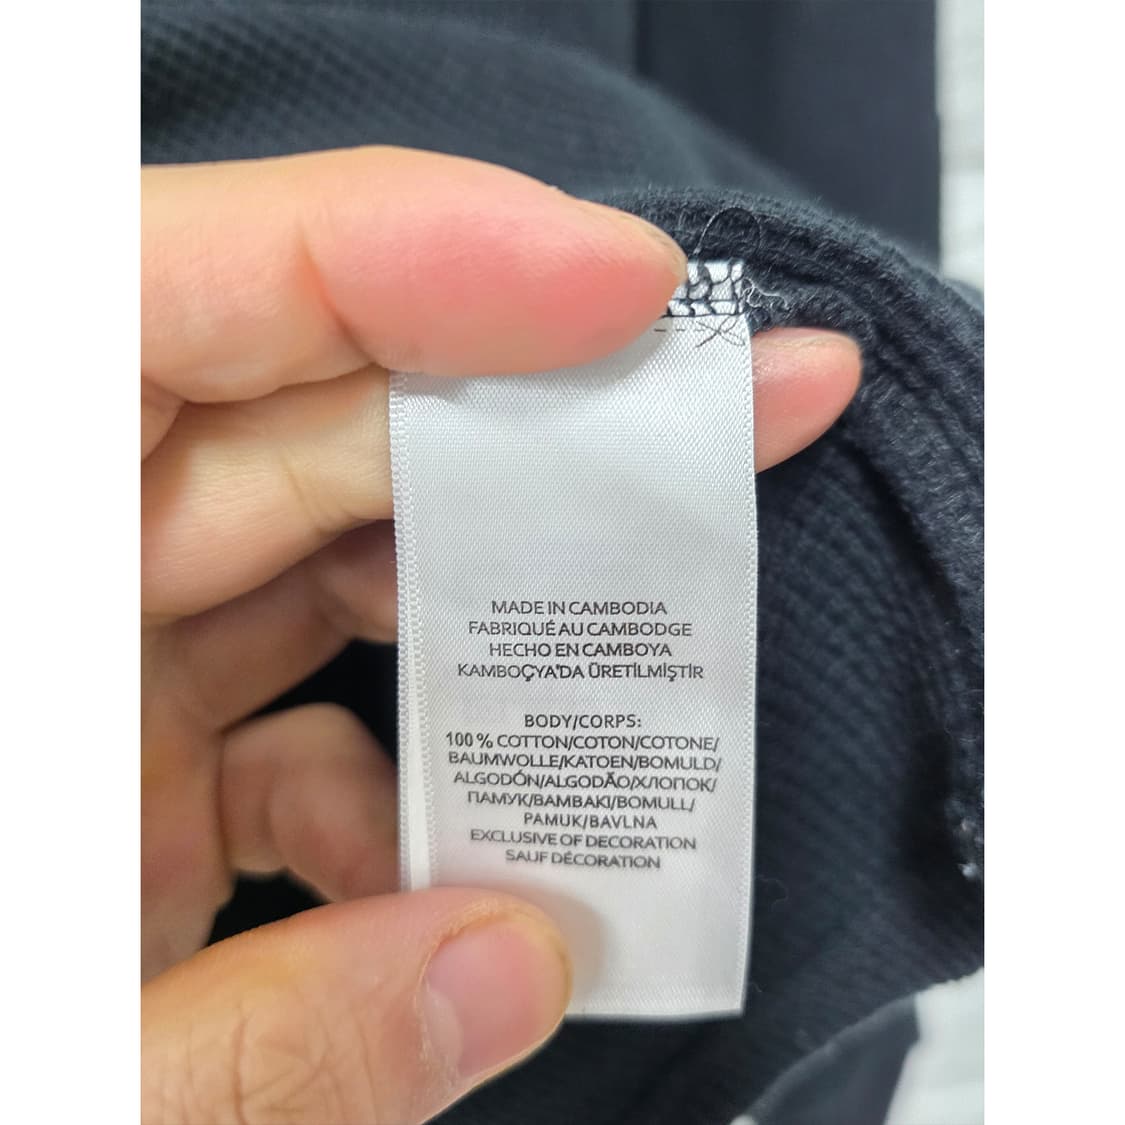 MADE IN CAMBODIA
FABRIQUÉ AU CAMBODGE
HECHO EN CAMBOYA
KAMBOÇYA'DA ÜRETİLMİŞTİR
BODY/CORPS:
100 % COTTON/COTON/COTONE/
BAUMWOLLE/KATOEN/BOMULD/
ALGODÓN/ALGODÃO/ХЛОПОК/
ПАМУК/ΒΑΜΒΑΚΙ/BOMULL/
PAMUK/BAVLNA
EXCLUSIVE OF DECORATION
SAUF DÉCORATION